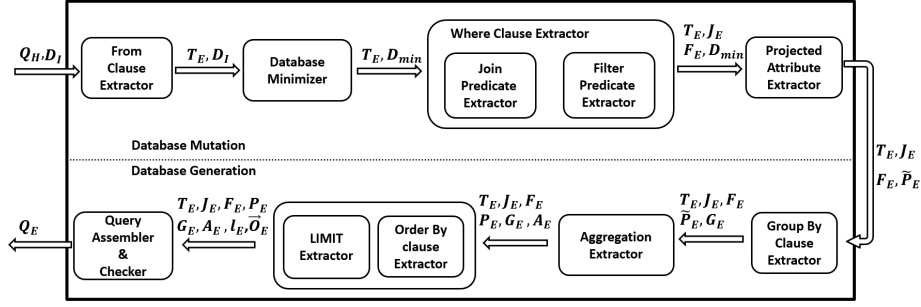 Q_H, D_I
From
Clause
Extractor
T_E, D_I
Database
Minimizer
T_E, D_min
Where Clause Extractor
Join
Predicate
Extractor
Filter
Predicate
Extractor
T_E, J_E
F_E, D_min
Projected
Attribute
Extractor
Database Mutation
Database Generation
T_E, J_E
F_E, P̃_E
Q_E
Query
Assembler
&
Checker
T_E, J_E, F_E, P_E
G_E, A_E, l_E, O⃗_E
LIMIT
Extractor
Order By
clause
Extractor
T_E, J_E, F_E
P_E, G_E, A_E
Aggregation
Extractor
T_E, J_E, F_E
P̃_E, G_E
Group By
Clause
Extractor